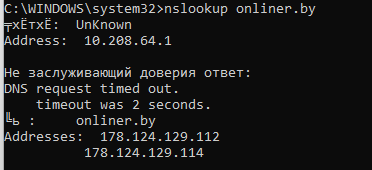 C:\WINDOWS\system32>nslookup onliner.by
╤хЁтхЁ:  UnKnown
Address:  10.208.64.1

Не заслуживающий доверия ответ:
DNS request timed out.
    timeout was 2 seconds.
╚ь :     onliner.by
Addresses:  178.124.129.112
          178.124.129.114